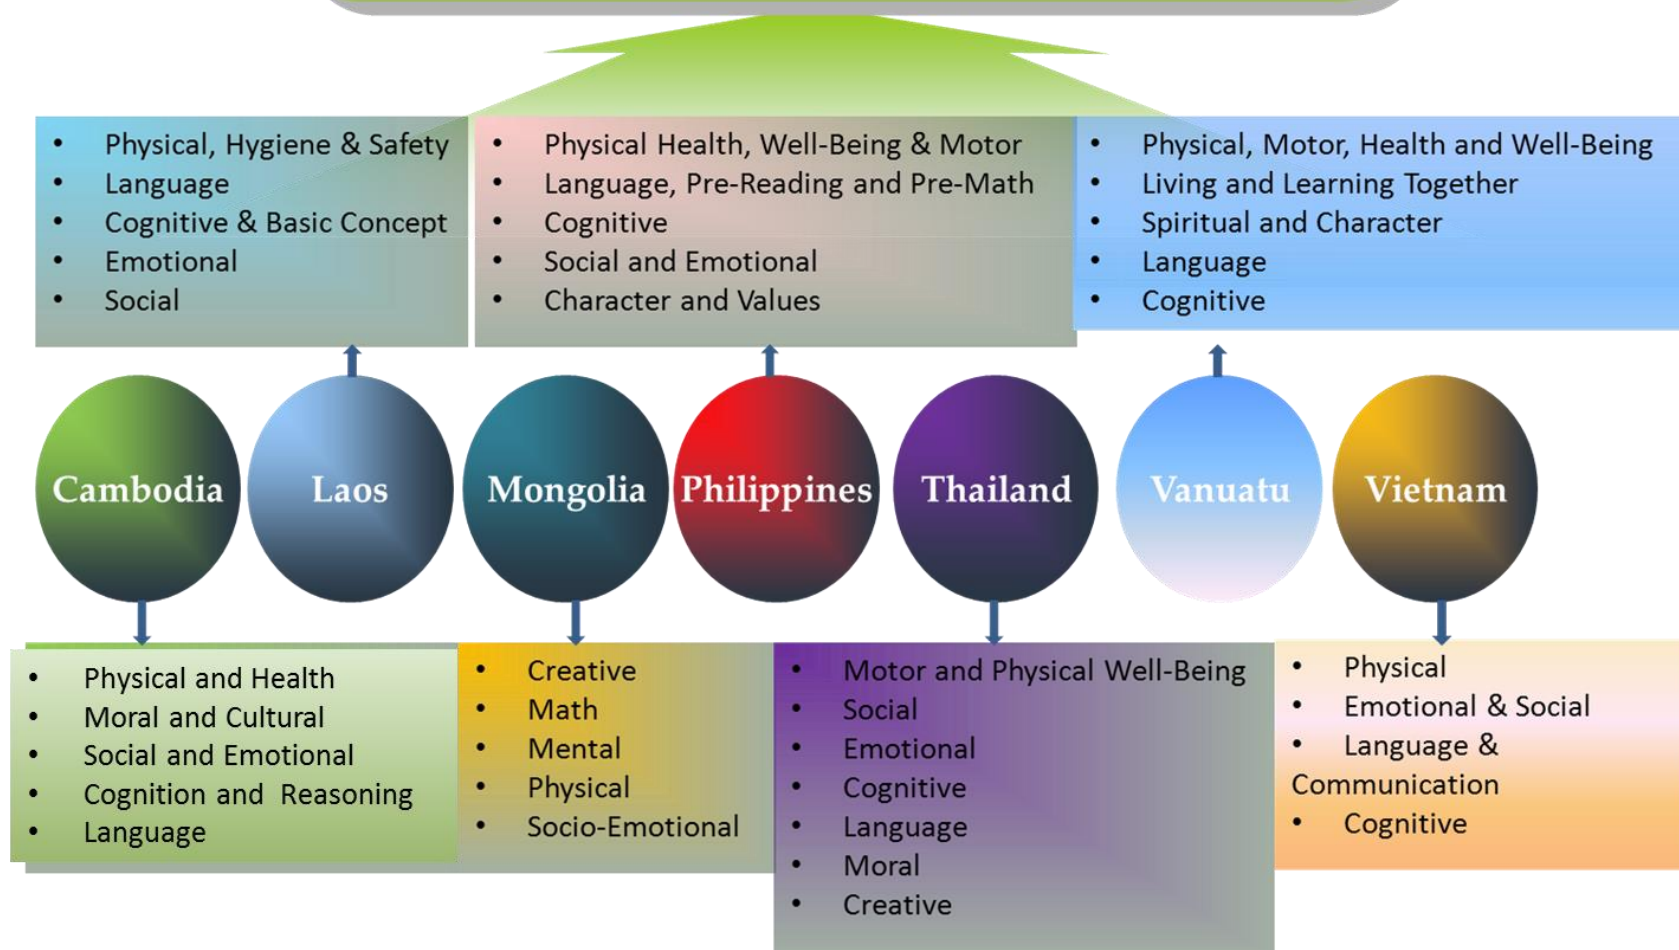 • Physical, Hygiene & Safety
• Language
• Cognitive & Basic Concept
• Emotional
• Social
• Physical Health, Well-Being & Motor
• Language, Pre-Reading and Pre-Math
• Cognitive
• Social and Emotional
• Character and Values
• Physical, Motor, Health and Well-Being
• Living and Learning Together
• Spiritual and Character
• Language
• Cognitive
Cambodia
Laos
Mongolia
Philippines
Thailand
Vanuatu
Vietnam
• Physical and Health
• Moral and Cultural
• Social and Emotional
• Cognition and Reasoning
• Language
• Creative
• Math
• Mental
• Physical
• Socio-Emotional
• Motor and Physical Well-Being
• Social
• Emotional
• Cognitive
• Language
• Moral
• Creative
• Physical
• Emotional & Social
• Language &
Communication
• Cognitive